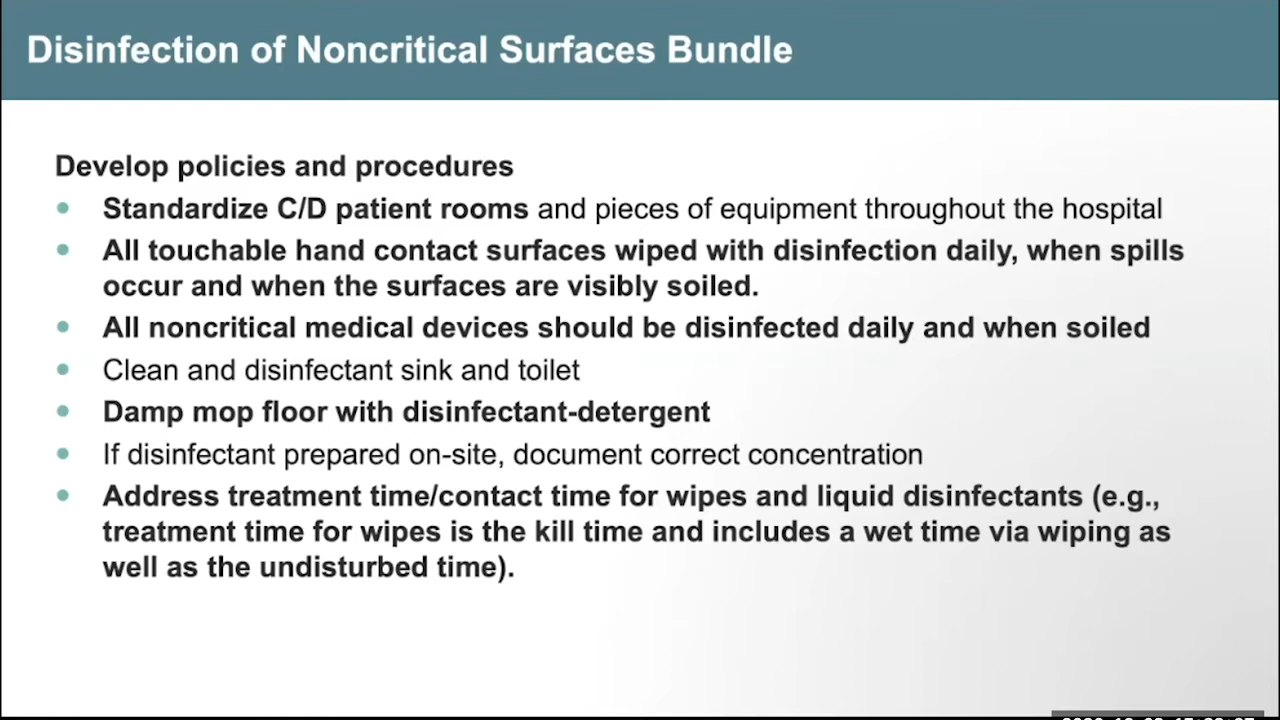 Disinfection of Noncritical Surfaces Bundle
Develop policies and procedures
• Standardize C/D patient rooms and pieces of equipment throughout the hospital
• All touchable hand contact surfaces wiped with disinfection daily, when spills
occur and when the surfaces are visibly soiled.
• All noncritical medical devices should be disinfected daily and when soiled
• Clean and disinfectant sink and toilet
• Damp mop floor with disinfectant-detergent
• If disinfectant prepared on-site, document correct concentration
• Address treatment time/contact time for wipes and liquid disinfectants (e.g.,
treatment time for wipes is the kill time and includes a wet time via wiping as
well as the undisturbed time).